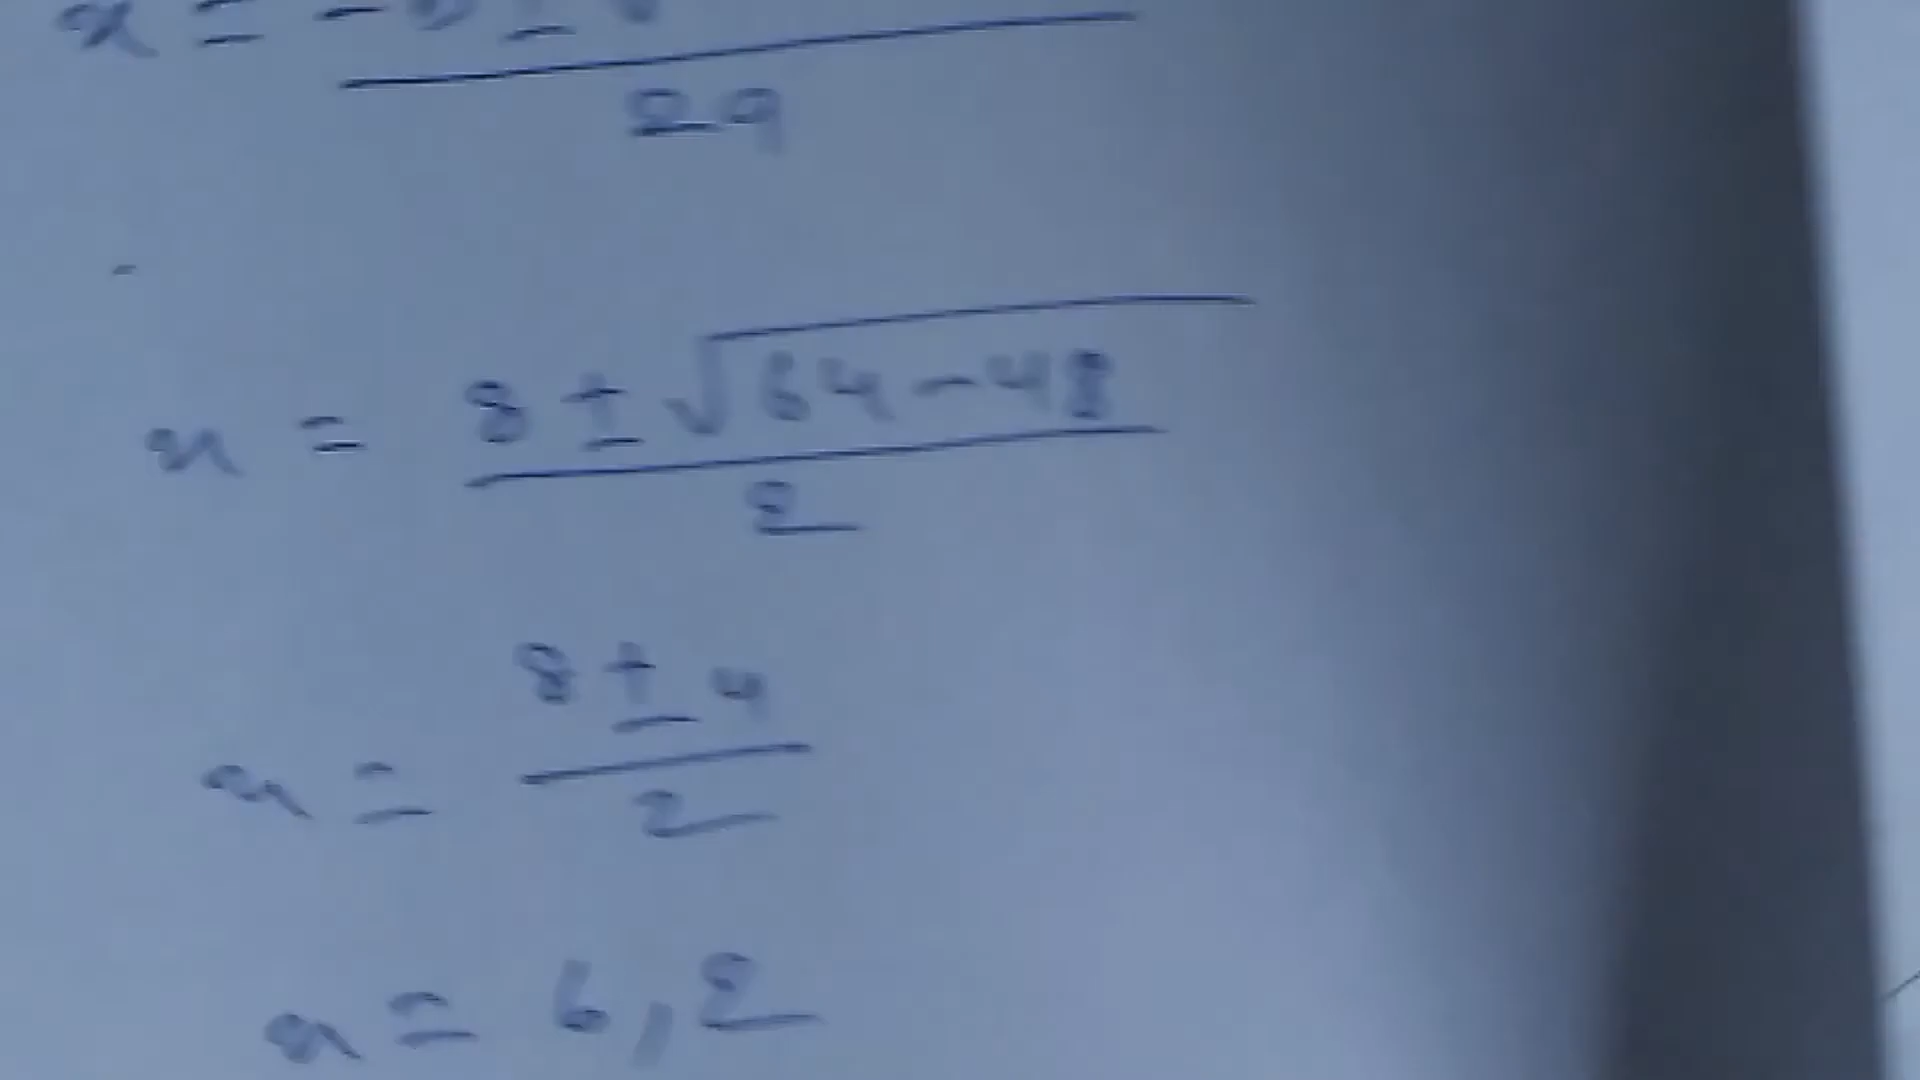 x = -b ±
2a
x = 8 ± √64-48
2
x = 8 ± 4
2
x = 6, 2